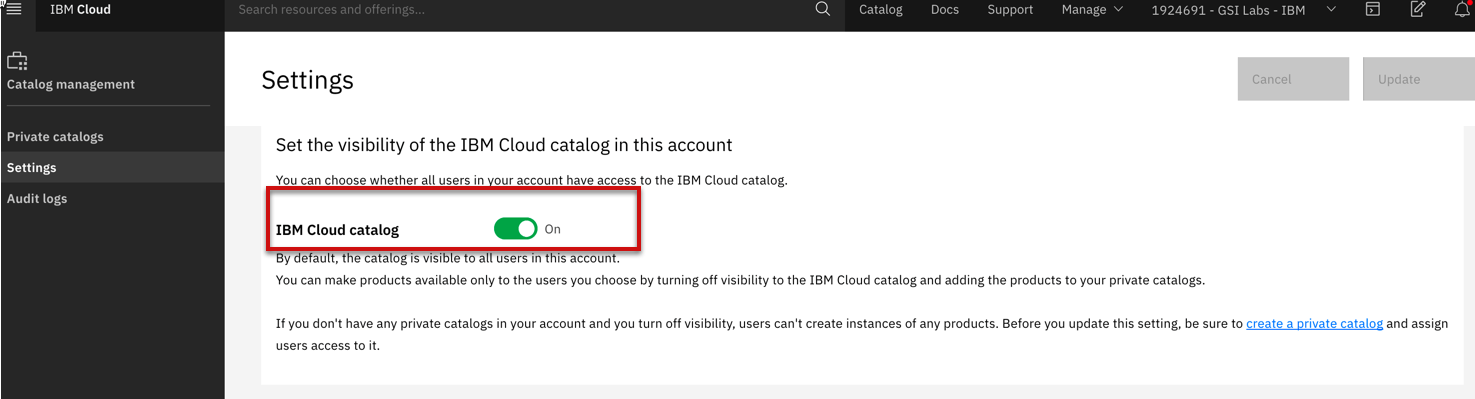 IBM Cloud
Search resources and offerings...
Catalog
Docs
Support
Manage
1924691 - GSI Labs - IBM
Catalog management
Private catalogs
Settings
Audit logs
Settings
Cancel
Update
Set the visibility of the IBM Cloud catalog in this account
You can choose whether all users in your account have access to the IBM Cloud catalog.
IBM Cloud catalog
On
By default, the catalog is visible to all users in this account.
You can make products available only to the users you choose by turning off visibility to the IBM Cloud catalog and adding the products to your private catalogs.
If you don't have any private catalogs in your account and you turn off visibility, users can't create instances of any products. Before you update this setting, be sure to create a private catalog and assign
users access to it.